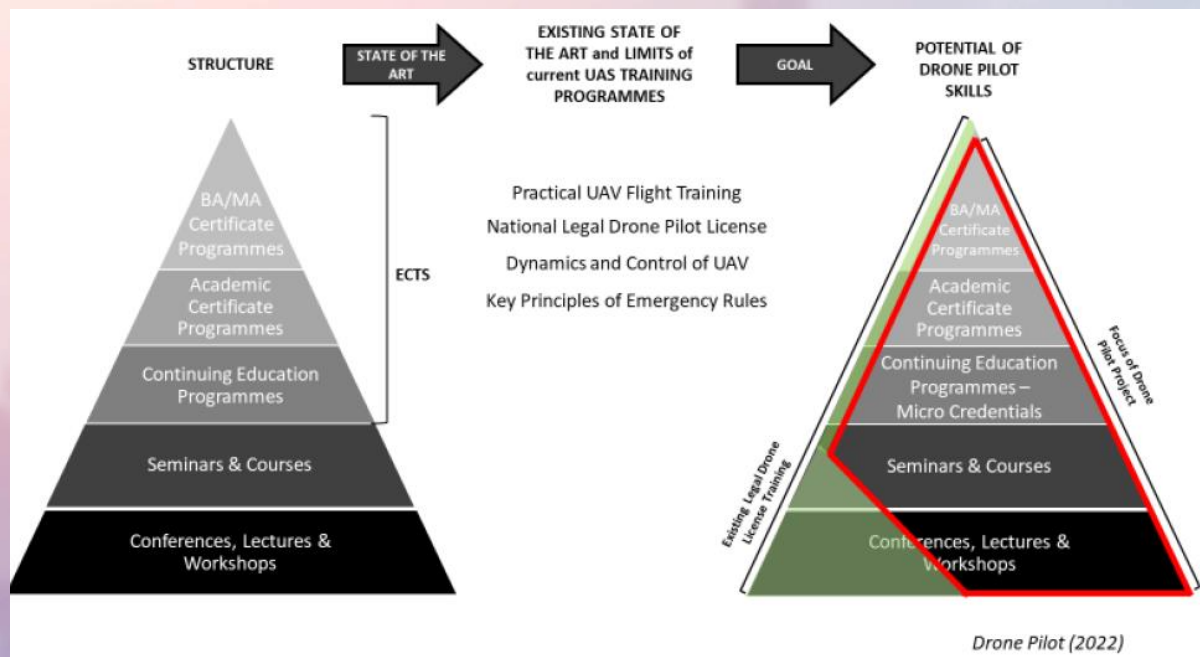 STRUCTURE
STATE OF THE
ART
EXISTING STATE OF
THE ART and LIMITS of
current UAS TRAINING
PROGRAMMES
GOAL
POTENTIAL OF
DRONE PILOT
SKILLS
BA/MA
Certificate
Programmes
Academic
Certificate
Programmes
Continuing Education
Programmes
Seminars & Courses
Conferences, Lectures &
Workshops
ECTS
Practical UAV Flight Training
National Legal Drone Pilot License
Dynamics and Control of UAV
Key Principles of Emergency Rules
BA/MA
Certificate
Programmes
Academic
Certificate
Programmes
Continuing Education
Programmes –
Micro Credentials
Seminars & Courses
Conferences, Lectures &
Workshops
Existing Legal Drone
License Training
Focus of Drone
Pilot Project
Drone Pilot (2022)